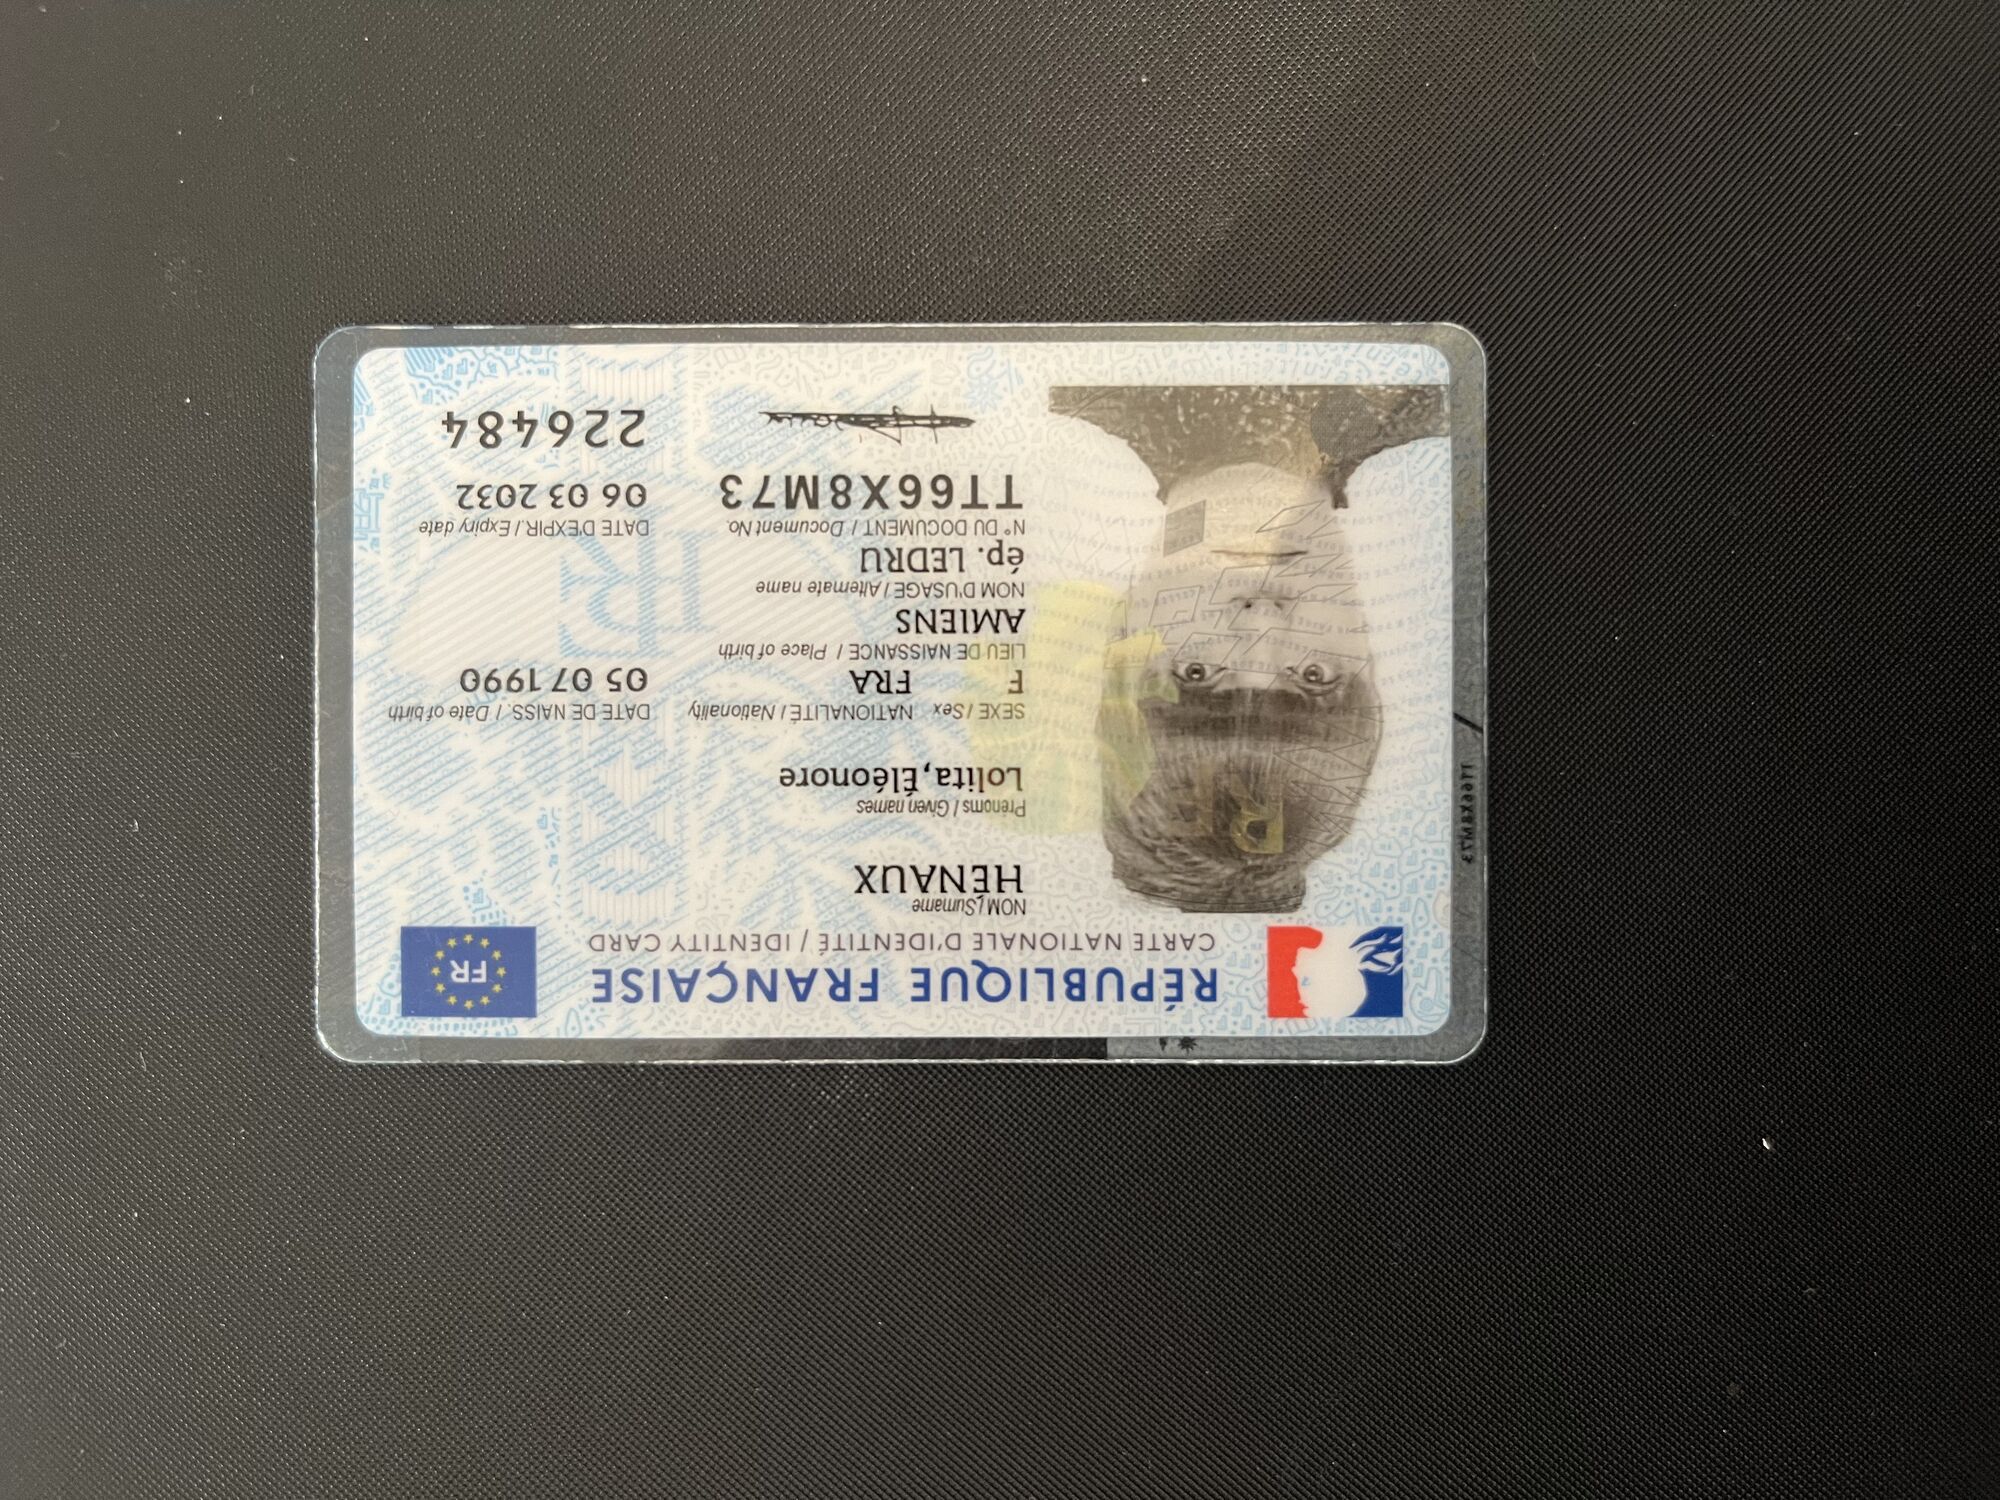 RÉPUBLIQUE FRANÇAISE
CARTE NATIONALE D'IDENTITÉ / IDENTITY CARD
FR
NOM / Surname
HENAUX
Prénoms / Given names
Lolita, Éléonore
SEXE / Sex NATIONALITÉ / Nationality DATE DE NAISS. / Date of birth
F FRA 05 07 1990
LIEU DE NAISSANCE / Place of birth
AMIENS
NOM D'USAGE / Alternate name
ép. LEDRU
N° DU DOCUMENT / Document No. DATE D'EXPIR. / Expiry date
TT66X8M73 06 03 2032
226484
TT66X8M73
RF